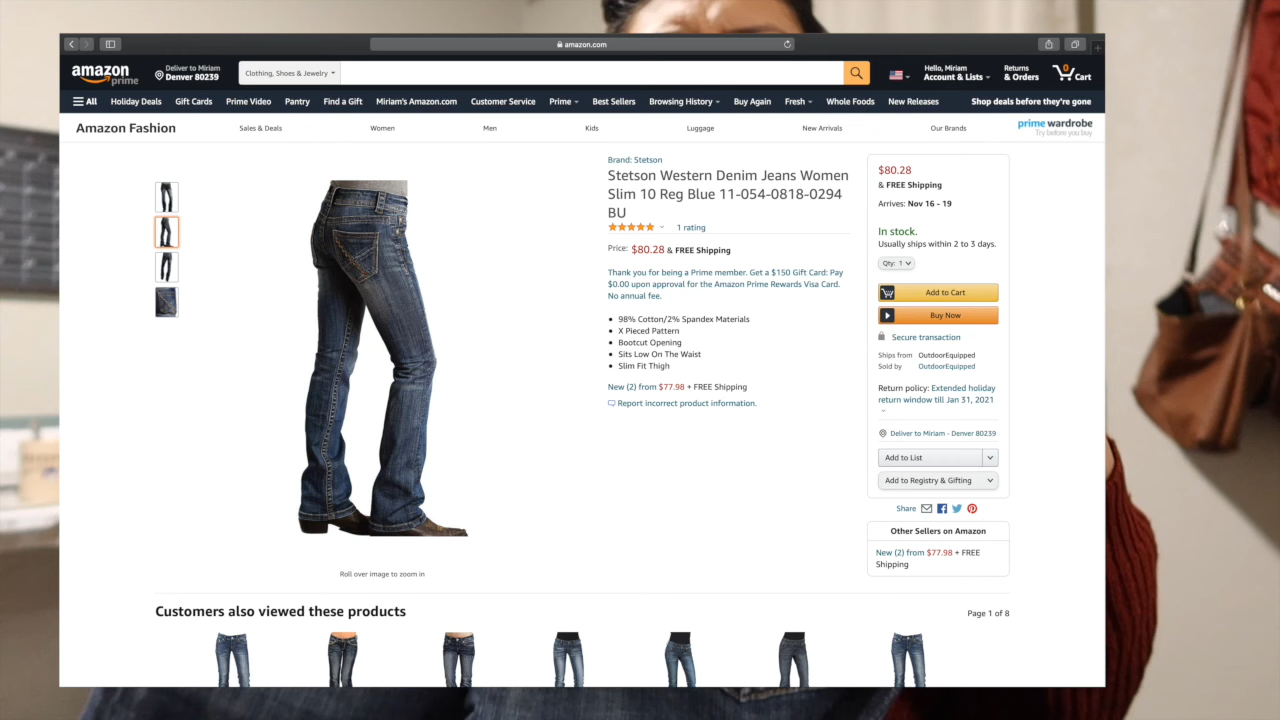 amazon.com
amazon
prime
Deliver to Miriam
Denver 80239
Clothing, Shoes & Jewelry
Hello, Miriam
Account & Lists
Returns
& Orders
0
Cart
All
Holiday Deals
Gift Cards
Prime Video
Pantry
Find a Gift
Miriam's Amazon.com
Customer Service
Prime
Best Sellers
Browsing History
Buy Again
Fresh
Whole Foods
New Releases
Shop deals before they're gone
Amazon Fashion
Sales & Deals
Women
Men
Kids
Luggage
New Arrivals
Our Brands
prime wardrobe
Try before you buy
Brand: Stetson
Stetson Western Denim Jeans Women
Slim 10 Reg Blue 11-054-0818-0294
BU
1 rating
Price: $80.28 & FREE Shipping
Thank you for being a Prime member. Get a $150 Gift Card: Pay
$0.00 upon approval for the Amazon Prime Rewards Visa Card.
No annual fee.
98% Cotton/2% Spandex Materials
X Pieced Pattern
Bootcut Opening
Sits Low On The Waist
Slim Fit Thigh
New (2) from $77.98 + FREE Shipping
Report incorrect product information.
Roll over image to zoom in
$80.28
& FREE Shipping
Arrives: Nov 16 - 19
In stock.
Usually ships within 2 to 3 days.
Qty: 1
Add to Cart
Buy Now
Secure transaction
Ships from OutdoorEquipped
Sold by OutdoorEquipped
Return policy: Extended holiday
return window till Jan 31, 2021
Deliver to Miriam - Denver 80239
Add to List
Add to Registry & Gifting
Share
Other Sellers on Amazon
New (2) from $77.98 + FREE
Shipping
Customers also viewed these products
Page 1 of 8